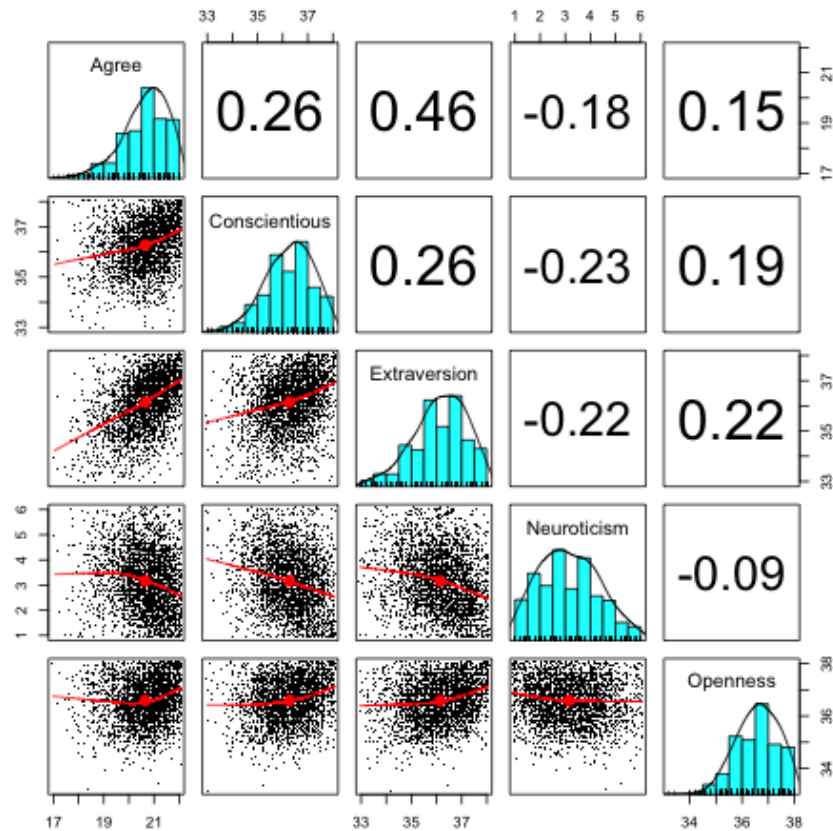 33 35 37 1 2 3 4 5 6
Agree 0.26 0.46 -0.18 0.15 17 19 21
33 35 37 Conscientious 0.26 -0.23 0.19
Extraversion -0.22 0.22 33 35 37
1 2 3 4 5 6 Neuroticism -0.09
Openness 34 36 38
17 19 21 33 35 37 34 36 38